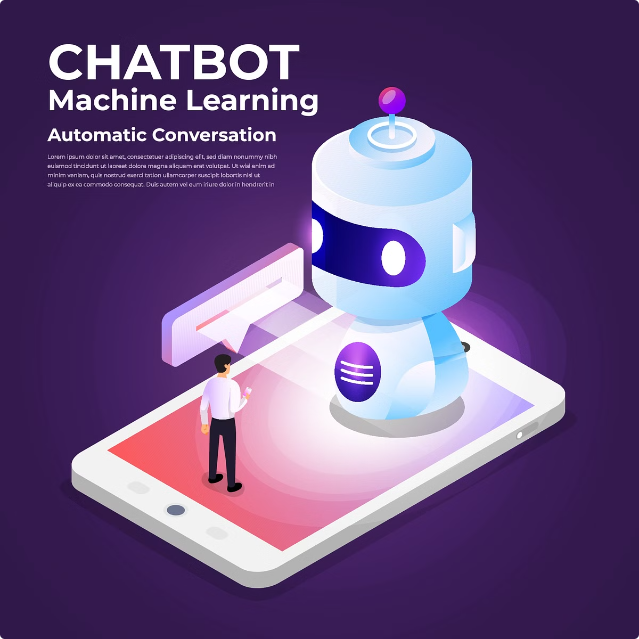 CHATBOT
Machine Learning
Automatic Conversation
Lorem ipsum dolor sit amet, consectetuer adipiscing elit, sed diam nonummy nibh
euismod tincidunt ut laoreet dolore magna aliquam erat volutpat. Ut wisi enim ad
minim veniam, quis nostrud exerci tation ullamcorper suscipit lobortis nisl ut
aliquip ex ea commodo consequat. Duis autem vel eum iriure dolor in hendrerit in